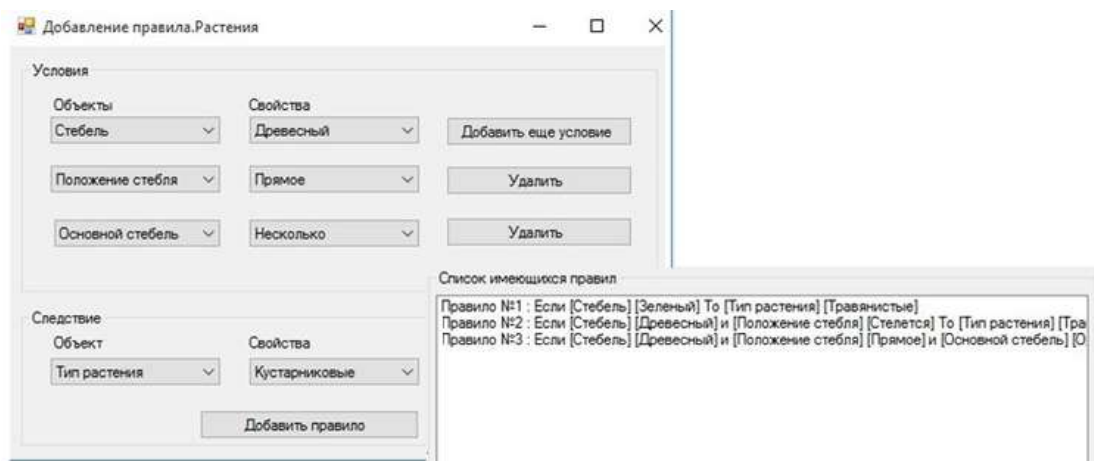 Добавление правила.Растения
Условия
Объекты Свойства
Стебель Древесный Добавить еще условие
Положение стебля Прямое Удалить
Основной стебель Несколько Удалить
Список имеющихся правил
Правило №1 : Если [Стебель] [Зеленый] То [Тип растения] [Травянистые]
Правило №2 : Если [Стебель] [Древесный] и [Положение стебля] [Стелется] То [Тип растения] [Тра
Правило №3 : Если [Стебель] [Древесный] и [Положение стебля] [Прямое] и [Основной стебель] [О
Следствие
Объект Свойства
Тип растения Кустарниковые
Добавить правило